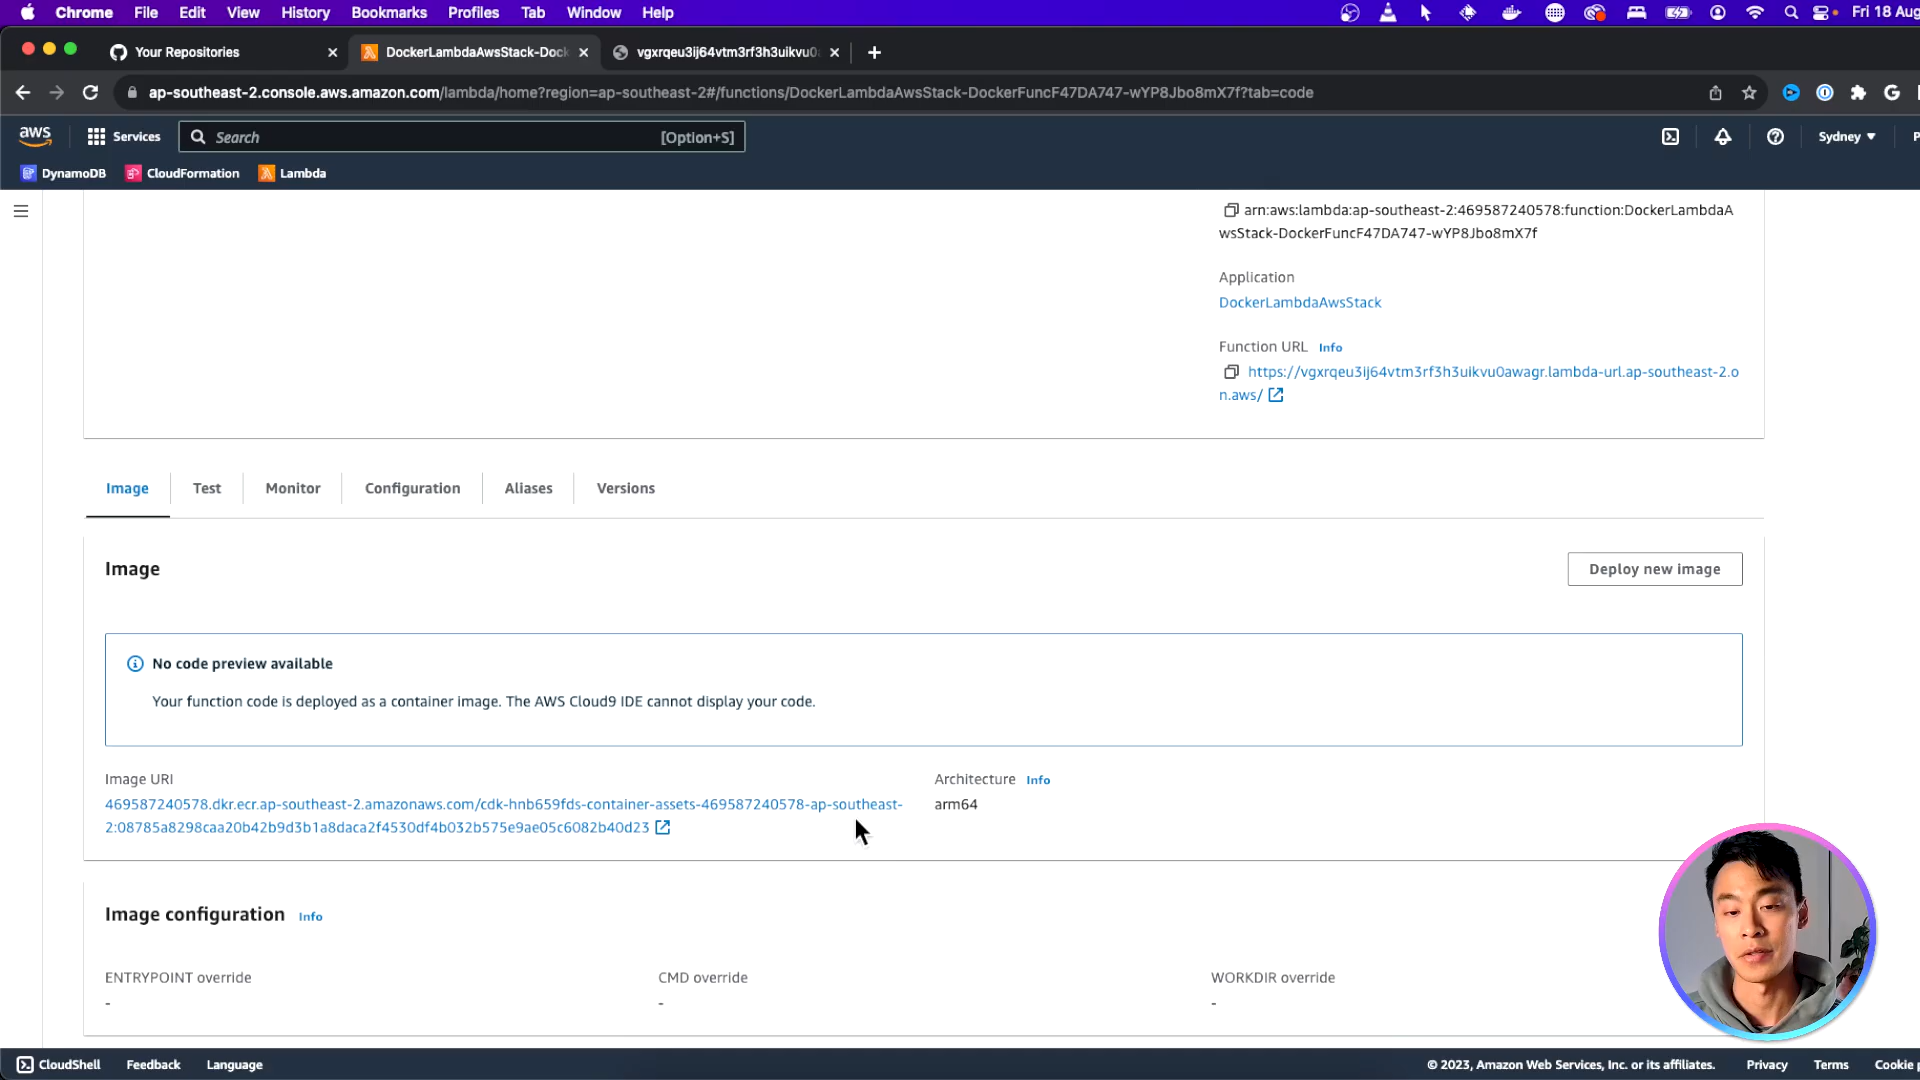 Chrome File Edit View History Bookmarks Profiles Tab Window Help Fri 18 Aug
Your Repositories DockerLambdaAwsStack-Dock vgxrqeu3ij64vtm3rf3h3uikvu0
ap-southeast-2.console.aws.amazon.com/lambda/home?region=ap-southeast-2#/functions/DockerLambdaAwsStack-DockerFuncF47DA747-wYP8Jbo8mX7f?tab=code
aws Services Search [Option+S] Sydney
DynamoDB CloudFormation Lambda
arn:aws:lambda:ap-southeast-2:469587240578:function:DockerLambdaA
wsStack-DockerFuncF47DA747-wYP8Jbo8mX7f
Application
DockerLambdaAwsStack
Function URL Info
https://vgxrqeu3ij64vtm3rf3h3uikvu0awagr.lambda-url.ap-southeast-2.o
n.aws/
Image Test Monitor Configuration Aliases Versions
Image Deploy new image
No code preview available
Your function code is deployed as a container image. The AWS Cloud9 IDE cannot display your code.
Image URI Architecture Info
469587240578.dkr.ecr.ap-southeast-2.amazonaws.com/cdk-hnb659fds-container-assets-469587240578-ap-southeast- arm64
2:08785a8298caa20b42b9d3b1a8daca2f4530df4b032b575e9ae05c6082b40d23
Image configuration Info
ENTRYPOINT override CMD override WORKDIR override
- - -
CloudShell Feedback Language © 2023, Amazon Web Services, Inc. or its affiliates. Privacy Terms Cookie